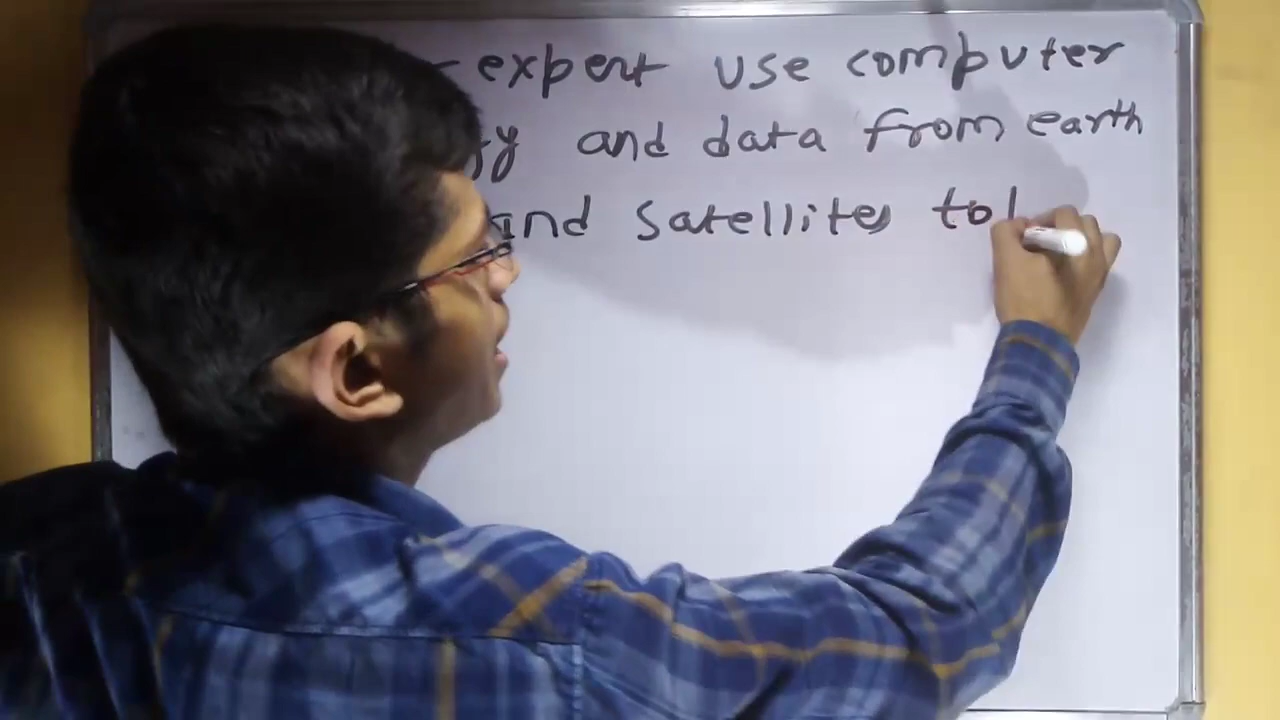 expert use computer
and data from earth
and satellites to